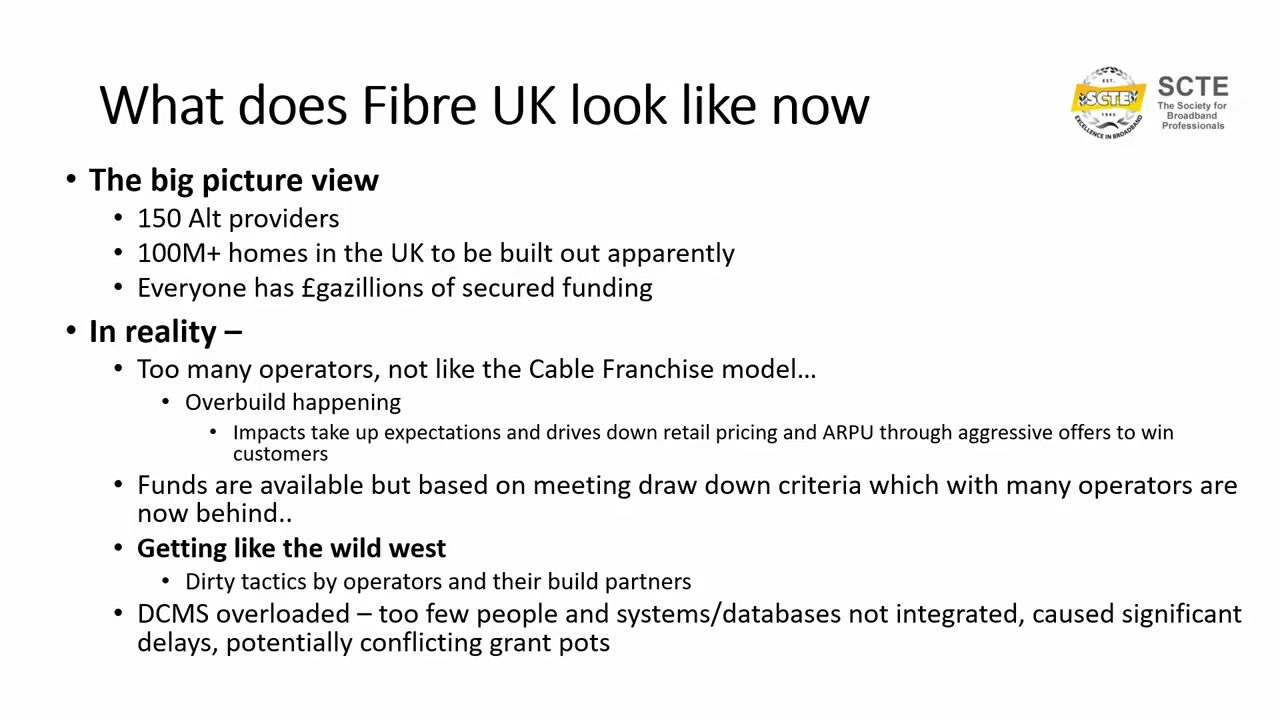 What does Fibre UK look like now
EST.
SCTE
1945
EXCELLENCE IN BROADBAND
SCTE
The Society for
Broadband
Professionals
• The big picture view
• 150 Alt providers
• 100M+ homes in the UK to be built out apparently
• Everyone has £gazillions of secured funding
• In reality –
• Too many operators, not like the Cable Franchise model…
• Overbuild happening
• Impacts take up expectations and drives down retail pricing and ARPU through aggressive offers to win
customers
• Funds are available but based on meeting draw down criteria which with many operators are
now behind..
• Getting like the wild west
• Dirty tactics by operators and their build partners
• DCMS overloaded – too few people and systems/databases not integrated, caused significant
delays, potentially conflicting grant pots